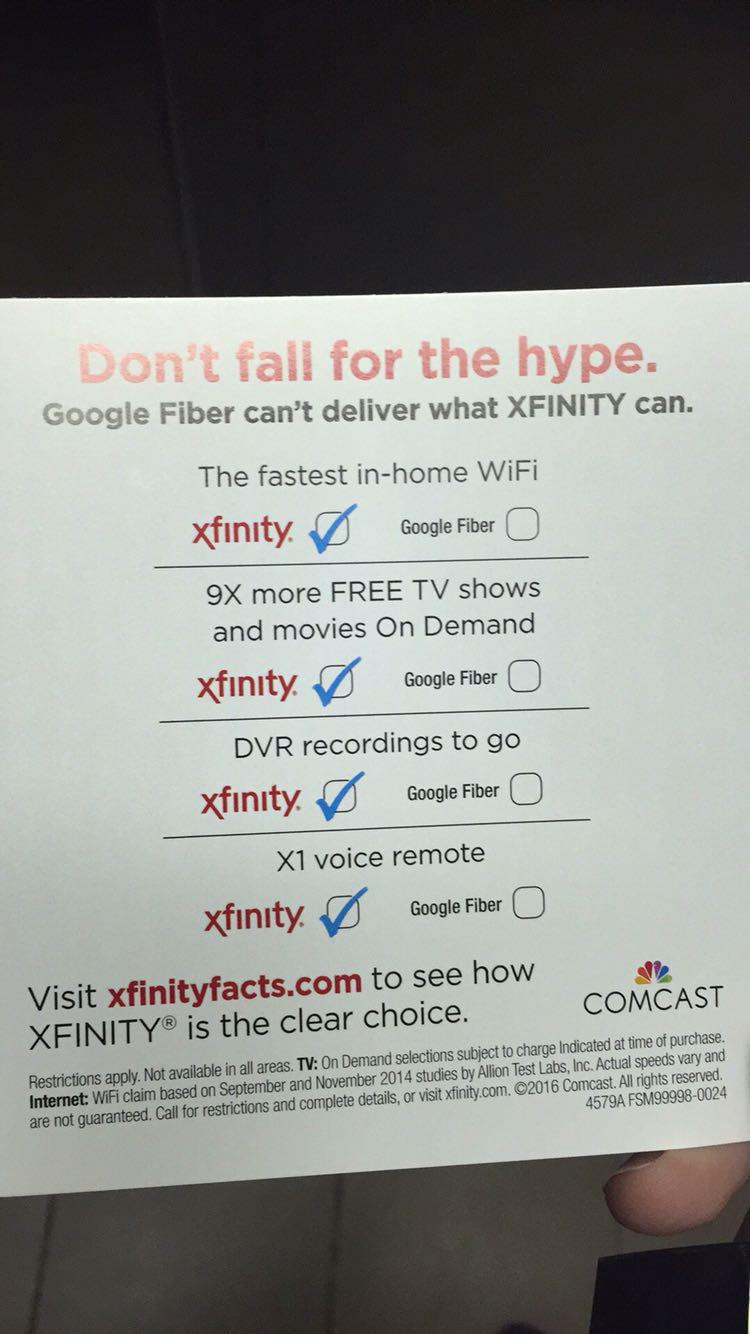 Don't fall for the hype.
Google Fiber can't deliver what XFINITY can.
The fastest in-home WiFi
xfinity. Google Fiber
9X more FREE TV shows
and movies On Demand
xfinity. Google Fiber
DVR recordings to go
xfinity. Google Fiber
X1 voice remote
xfinity. Google Fiber
Visit xfinityfacts.com to see how
XFINITY® is the clear choice.
COMCAST
Restrictions apply. Not available in all areas. TV: On Demand selections subject to charge Indicated at time of purchase.
Internet: WiFi claim based on September and November 2014 studies by Allion Test Labs, Inc. Actual speeds vary and
are not guaranteed. Call for restrictions and complete details, or visit xfinity.com. ©2016 Comcast. All rights reserved.
4579A FSM99998-0024